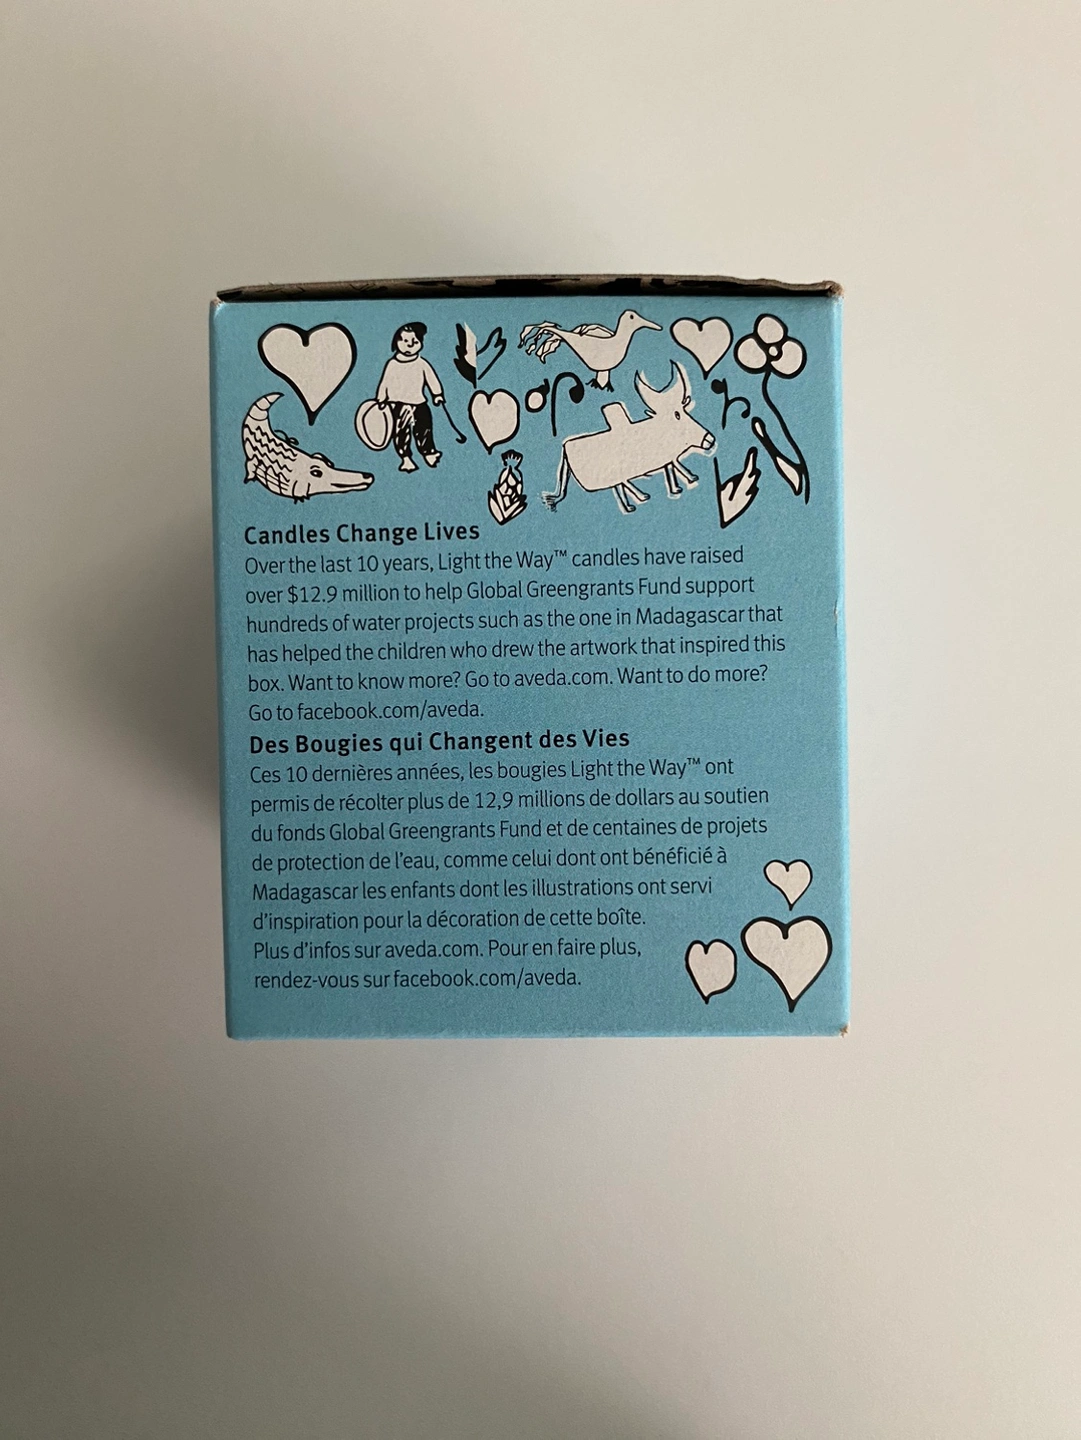 Candles Change Lives
Over the last 10 years, Light the Way™ candles have raised
over $12.9 million to help Global Greengrants Fund support
hundreds of water projects such as the one in Madagascar that
has helped the children who drew the artwork that inspired this
box. Want to know more? Go to aveda.com. Want to do more?
Go to facebook.com/aveda.
Des Bougies qui Changent des Vies
Ces 10 dernières années, les bougies Light the Way™ ont
permis de récolter plus de 12,9 millions de dollars au soutien
du fonds Global Greengrants Fund et de centaines de projets
de protection de l'eau, comme celui dont ont bénéficié à
Madagascar les enfants dont les illustrations ont servi
d'inspiration pour la décoration de cette boîte.
Plus d'infos sur aveda.com. Pour en faire plus,
rendez-vous sur facebook.com/aveda.